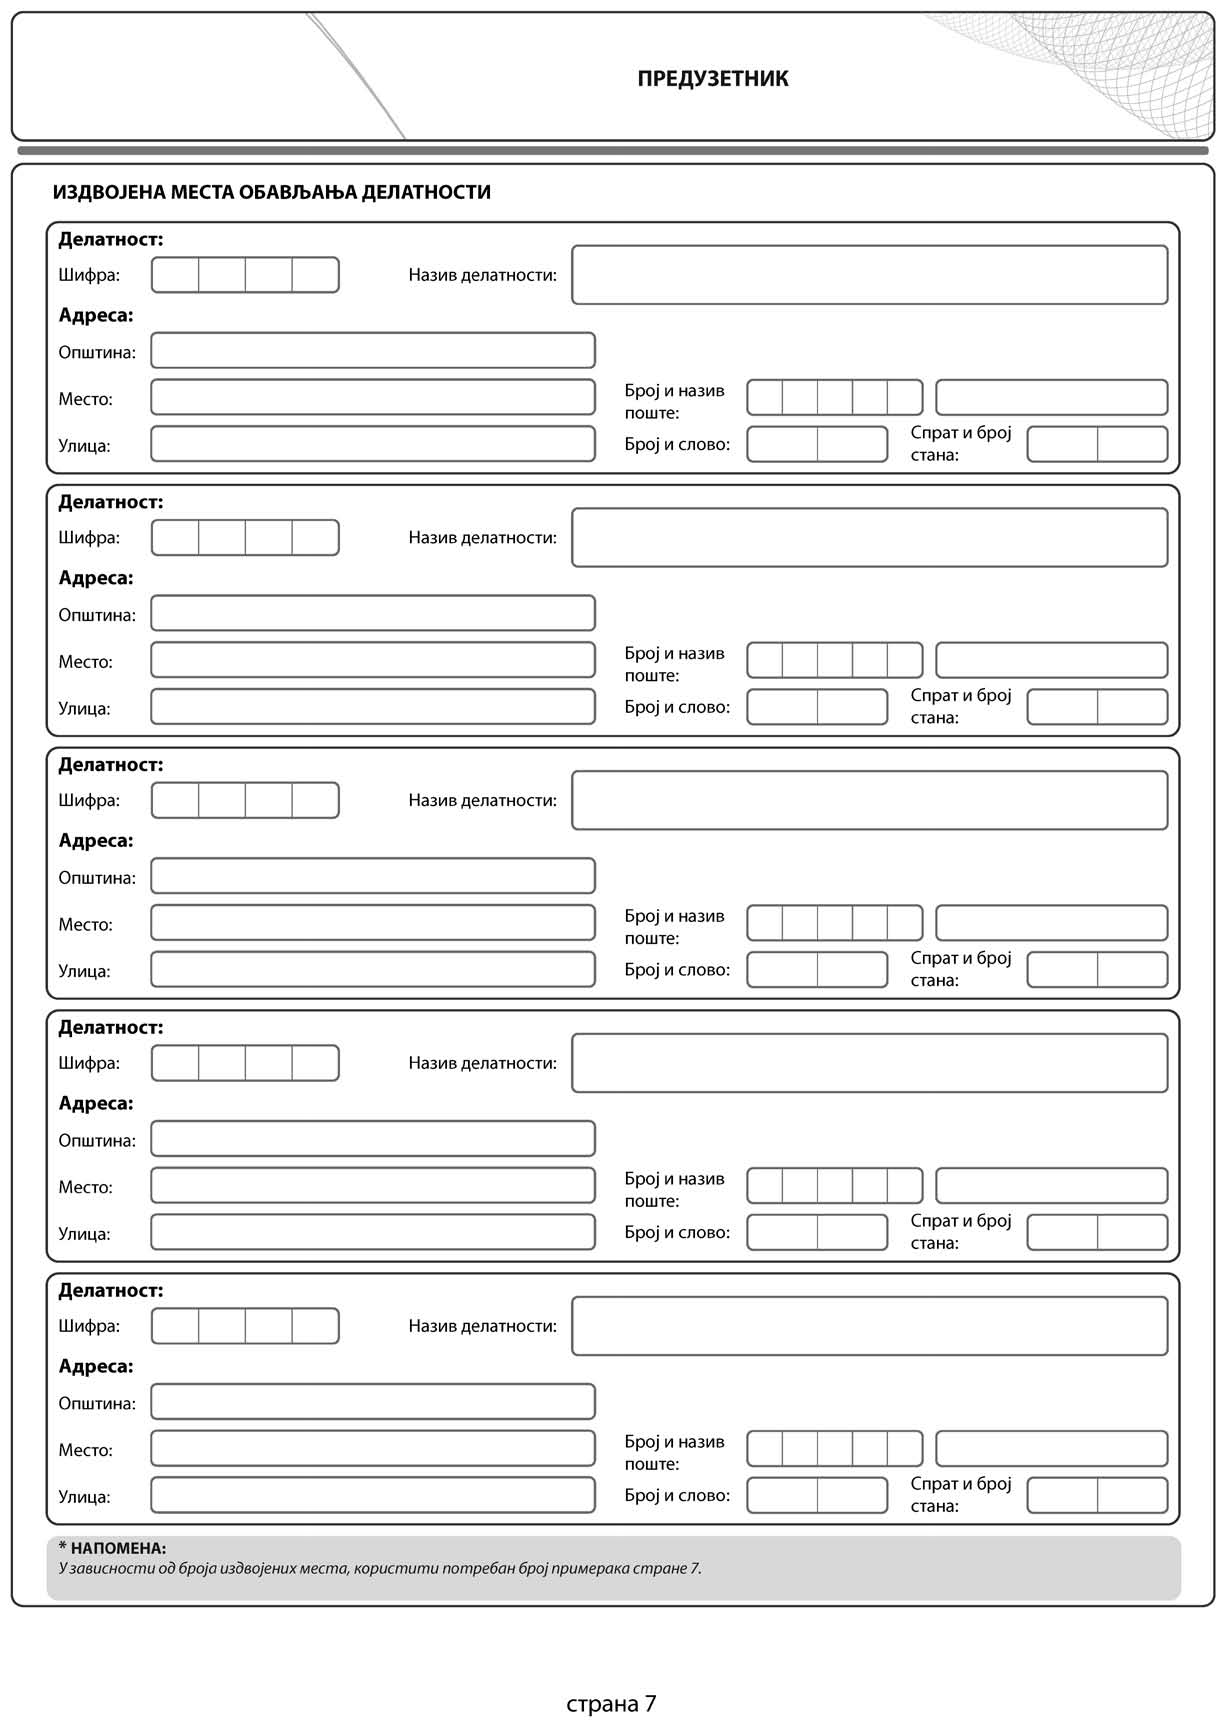 ПРЕДУЗЕТНИК
ИЗДВОЈЕНА МЕСТА ОБАВЉАЊА ДЕЛАТНОСТИ
Делатност:
Шифра: Назив делатности:
Адреса:
Општина:
Место: Број и назив поште:
Улица: Број и слово: Спрат и број стана:
Делатност:
Шифра: Назив делатности:
Адреса:
Општина:
Место: Број и назив поште:
Улица: Број и слово: Спрат и број стана:
Делатност:
Шифра: Назив делатности:
Адреса:
Општина:
Место: Број и назив поште:
Улица: Број и слово: Спрат и број стана:
Делатност:
Шифра: Назив делатности:
Адреса:
Општина:
Место: Број и назив поште:
Улица: Број и слово: Спрат и број стана:
Делатност:
Шифра: Назив делатности:
Адреса:
Општина:
Место: Број и назив поште:
Улица: Број и слово: Спрат и број стана:
* НАПОМЕНА:
У зависности од броја издвојених места, користити потребан број примерака стране 7.
страна 7